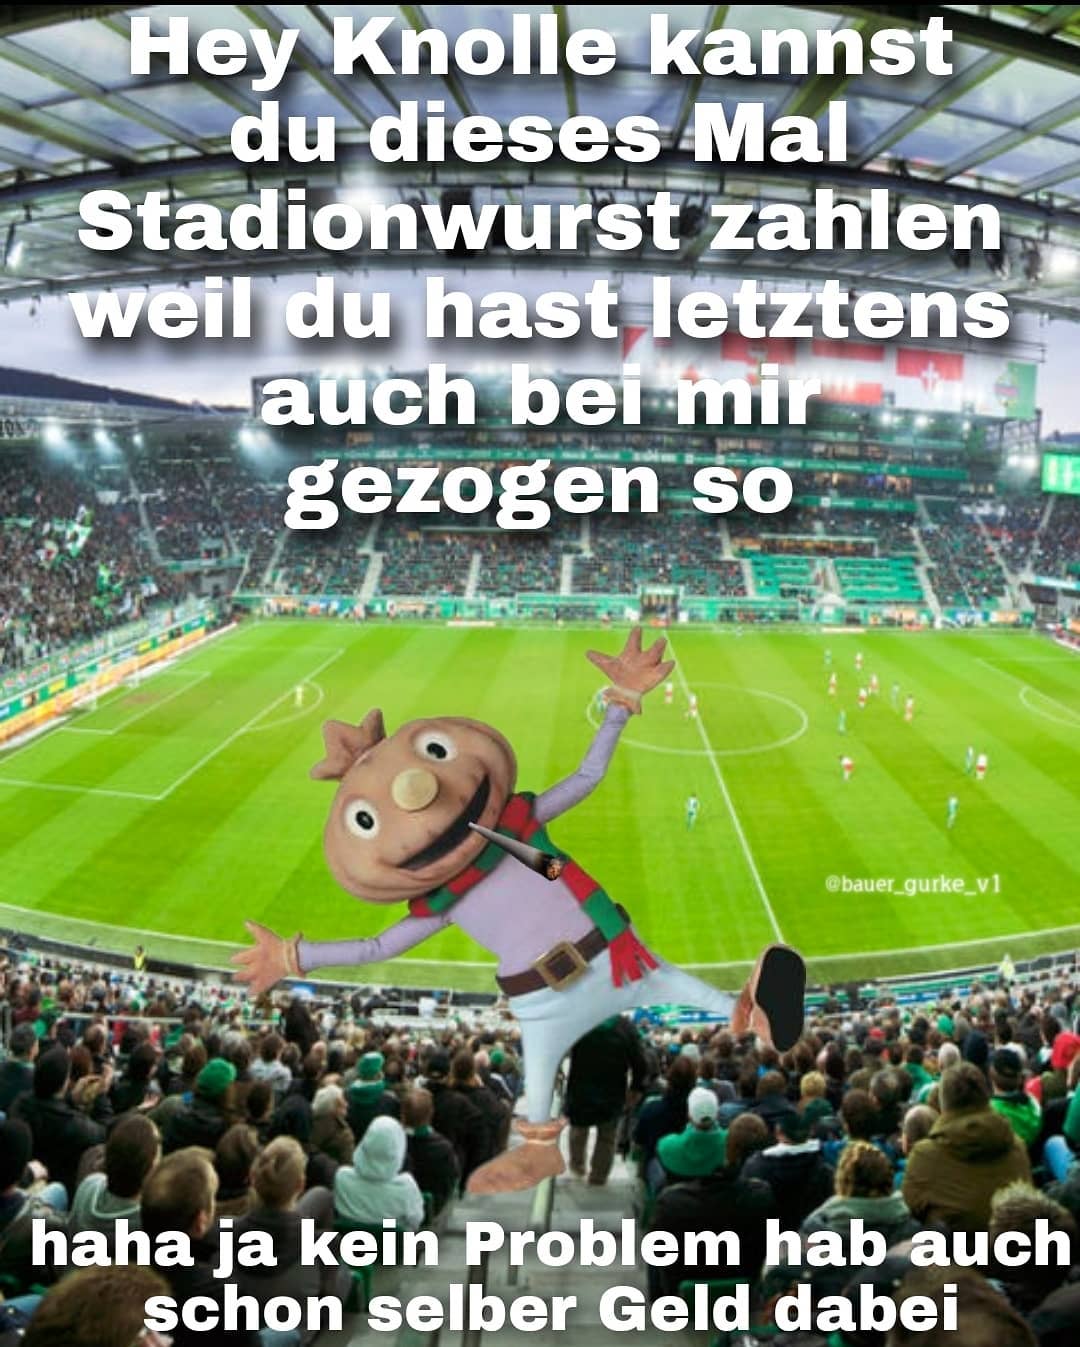 Hey Knolle kannst
du dieses Mal
Stadionwurst zahlen
weil du hast letztens
auch bei mir
gezogen so
@bauer_gurke_v1
haha ja kein Problem hab auch
schon selber Geld dabei